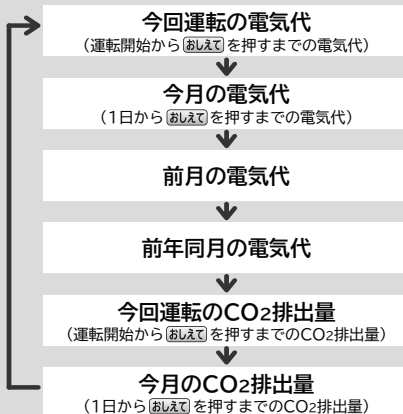 今回運転の電気代
（運転開始からおしえてを押すまでの電気代）
今月の電気代
（1日からおしえてを押すまでの電気代）
前月の電気代
前年同月の電気代
今回運転のCO2排出量
（運転開始からおしえてを押すまでのCO2排出量）
今月のCO2排出量
（1日からおしえてを押すまでのCO2排出量）